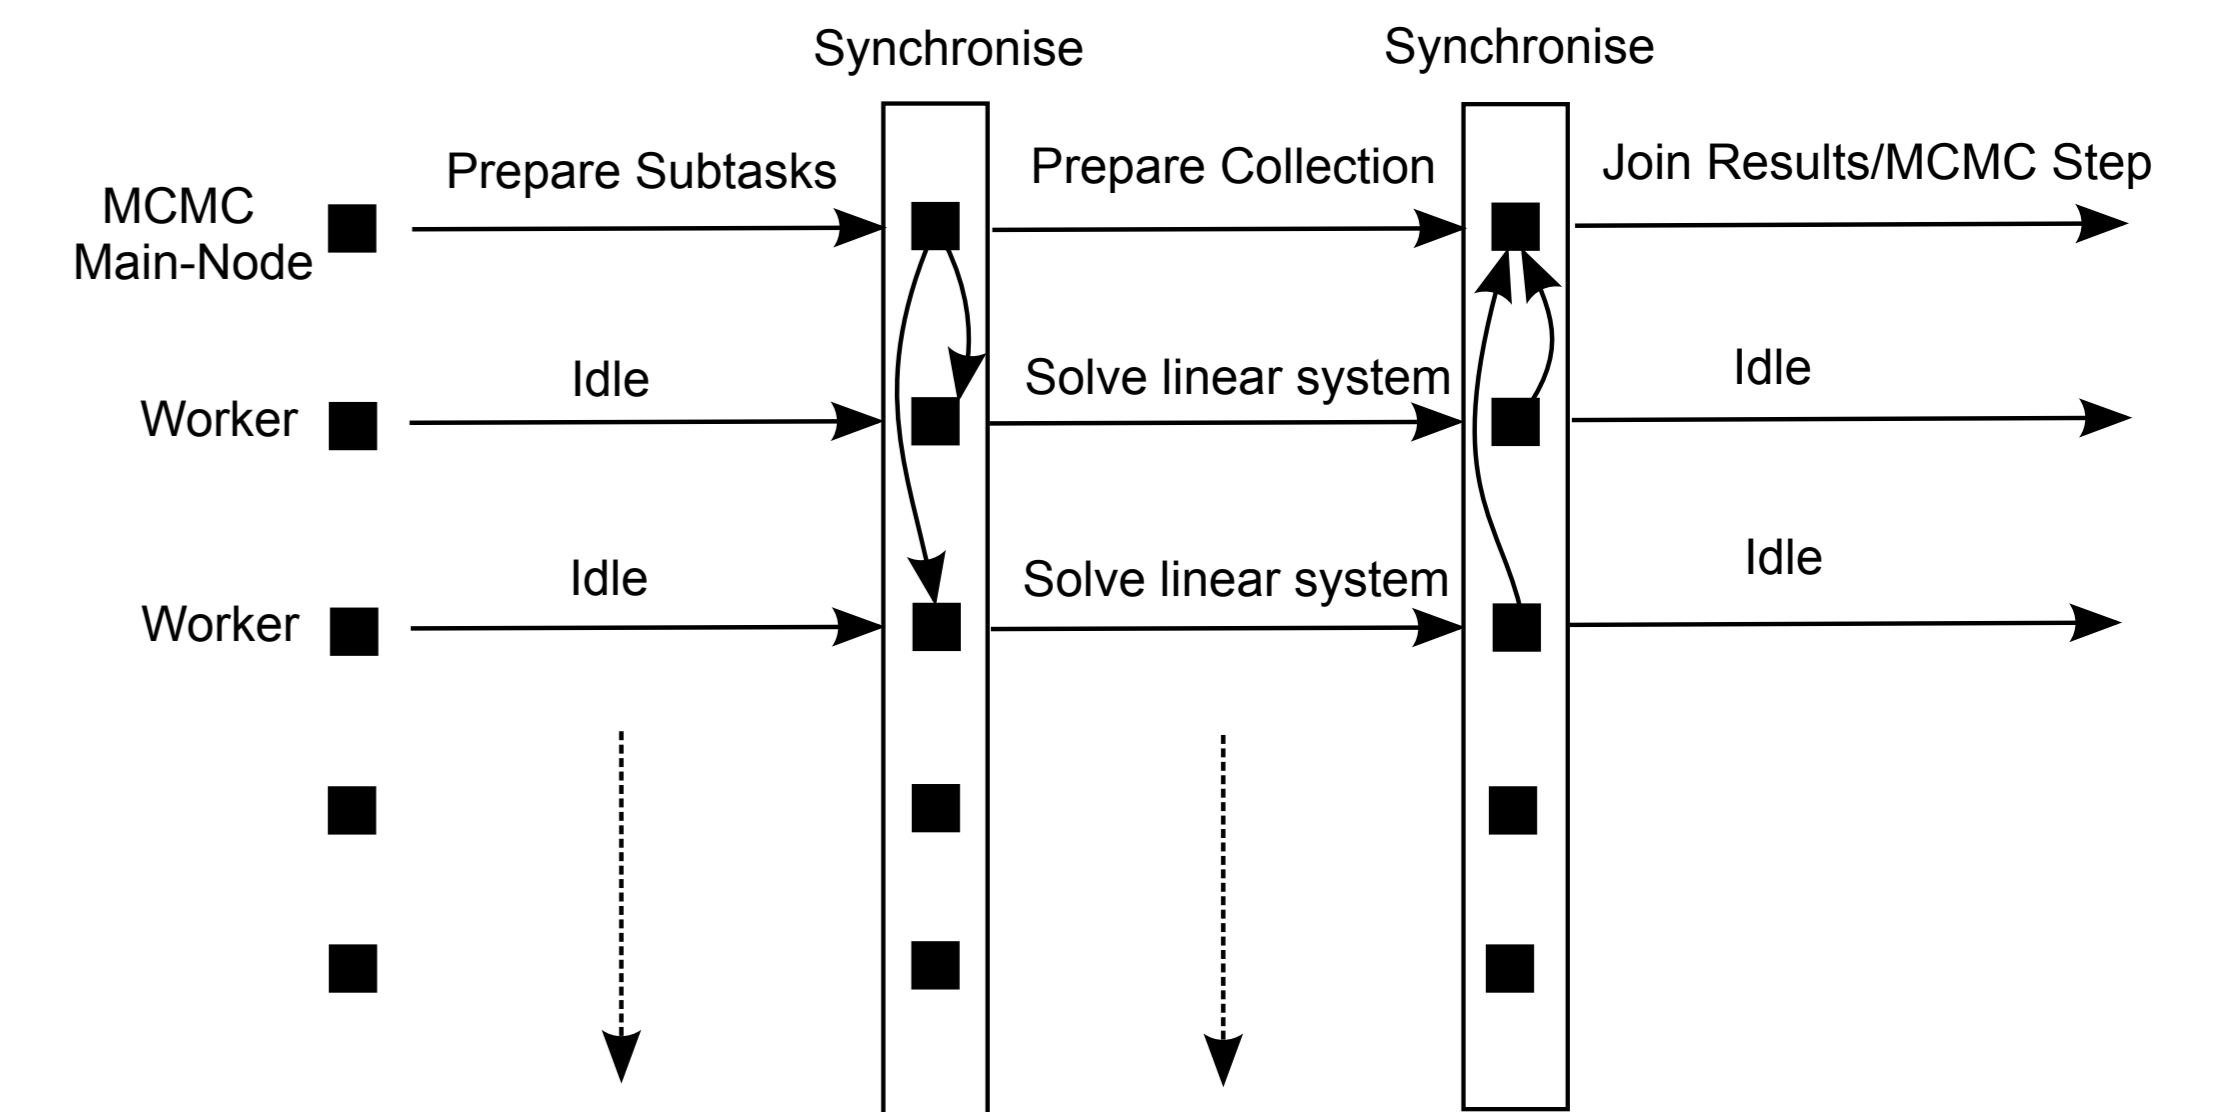 Synchronise
Synchronise
Prepare Subtasks
Prepare Collection
Join Results/MCMC Step
MCMC
Main-Node
Idle
Solve linear system
Idle
Worker
Idle
Solve linear system
Idle
Worker